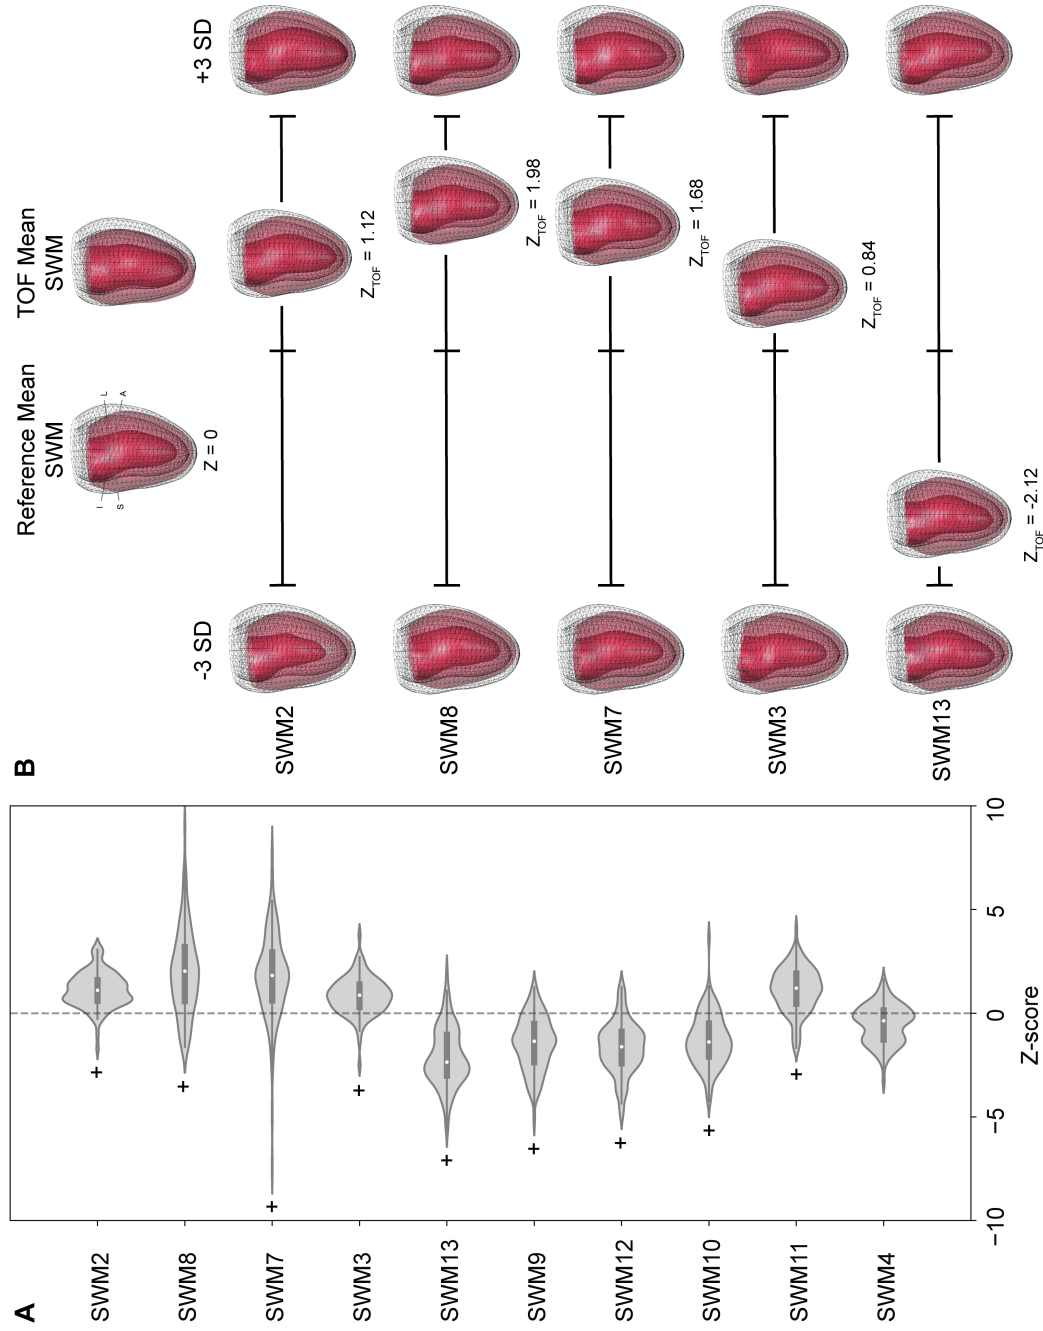 A
SWM2
SWM8
SWM7
SWM3
SWM13
SWM9
SWM12
SWM10
SWM11
SWM4
+
+
+
+
+
+
+
+
+
−10
−5
0
5
10
Z-score
B
Reference Mean
SWM
TOF Mean
SWM
I
S
L
A
Z = 0
-3 SD
+3 SD
SWM2
Z_TOF = 1.12
SWM8
Z_TOF = 1.98
SWM7
Z_TOF = 1.68
SWM3
Z_TOF = 0.84
SWM13
Z_TOF = -2.12